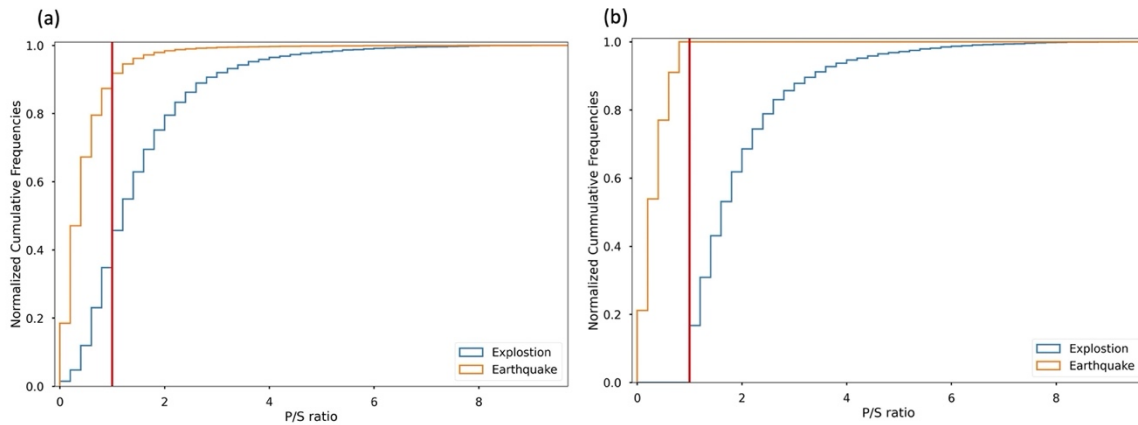 (a)
Normalized Cumulative Frequencies
1.0
0.8
0.6
0.4
0.2
0.0
0 2 4 6 8
P/S ratio
Explostion
Earthquake
(b)
Normalized Cummulative Frequencies
1.0
0.8
0.6
0.4
0.2
0.0
0 2 4 6 8
P/S ratio
Explostion
Earthquake